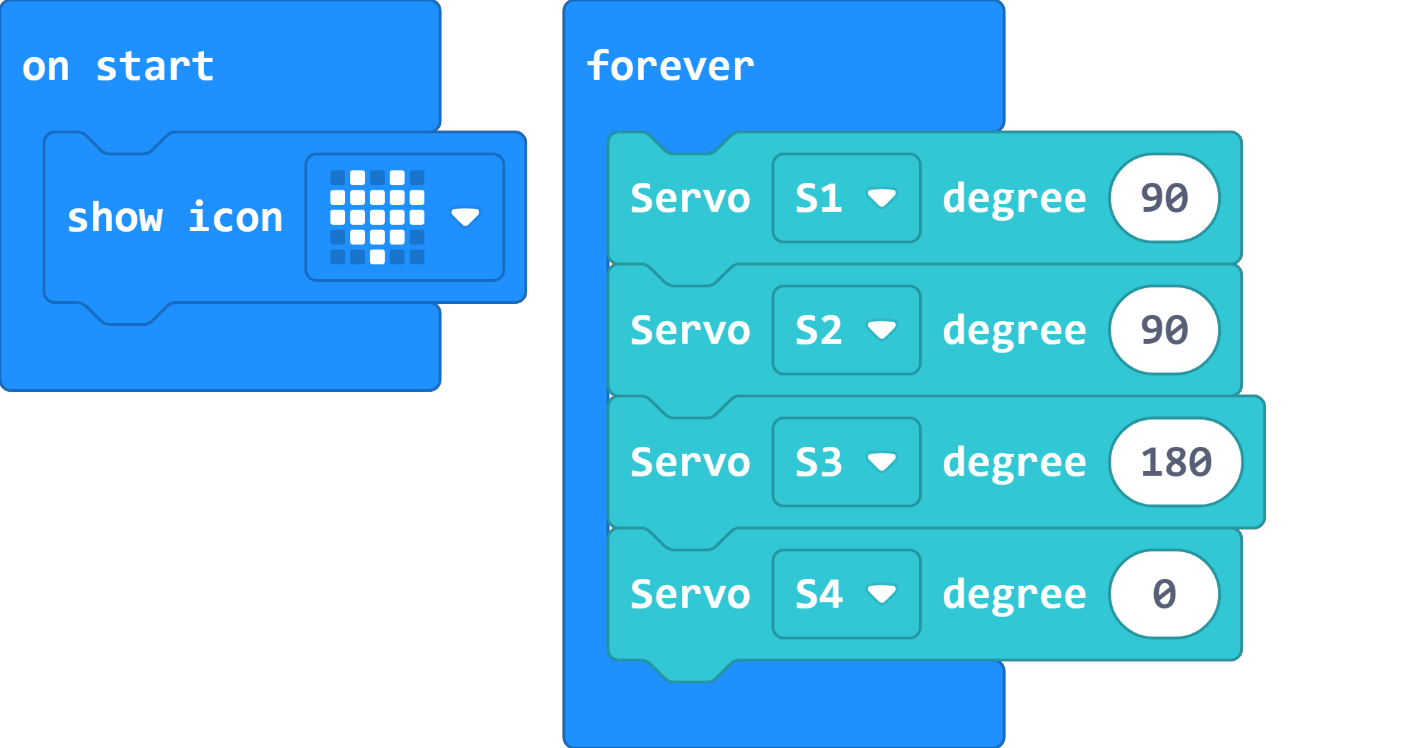 on start
show icon
forever
Servo S1 degree 90
Servo S2 degree 90
Servo S3 degree 180
Servo S4 degree 0